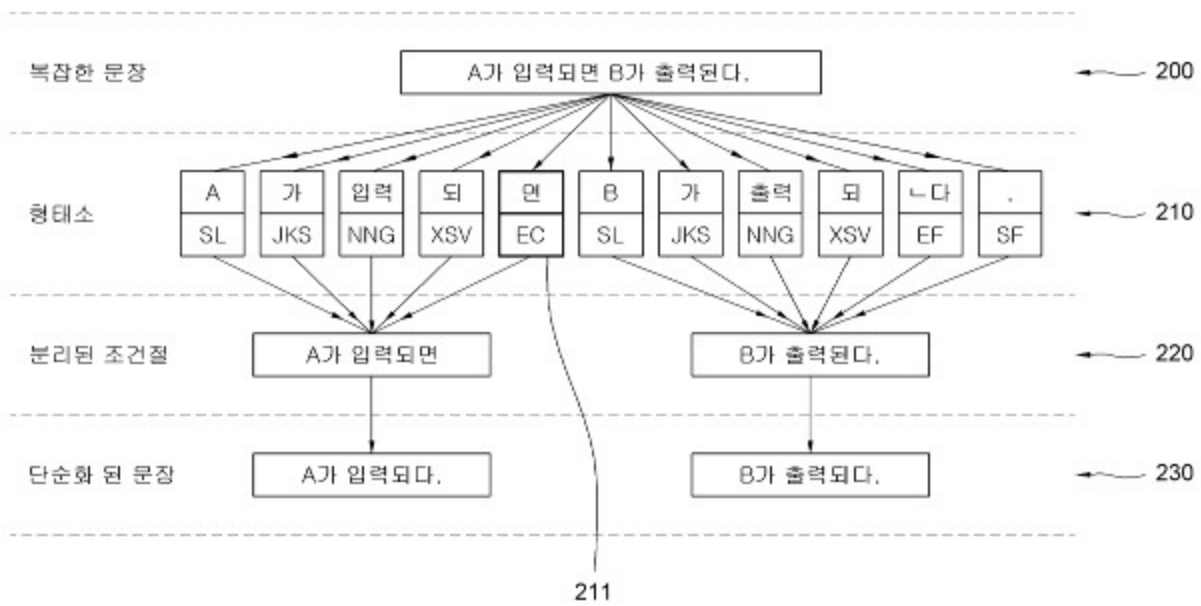 복잡한 문장 A가 입력되면 B가 출력된다. 200
A 가 입력 되 면 B 가 출력 되 ㄴ다 .
형태소 210
SL JKS NNG XSV EC SL JKS NNG XSV EF SF
분리된 조건절 A가 입력되면 B가 출력된다. 220
단순화 된 문장 A가 입력되다. B가 출력되다. 230
211